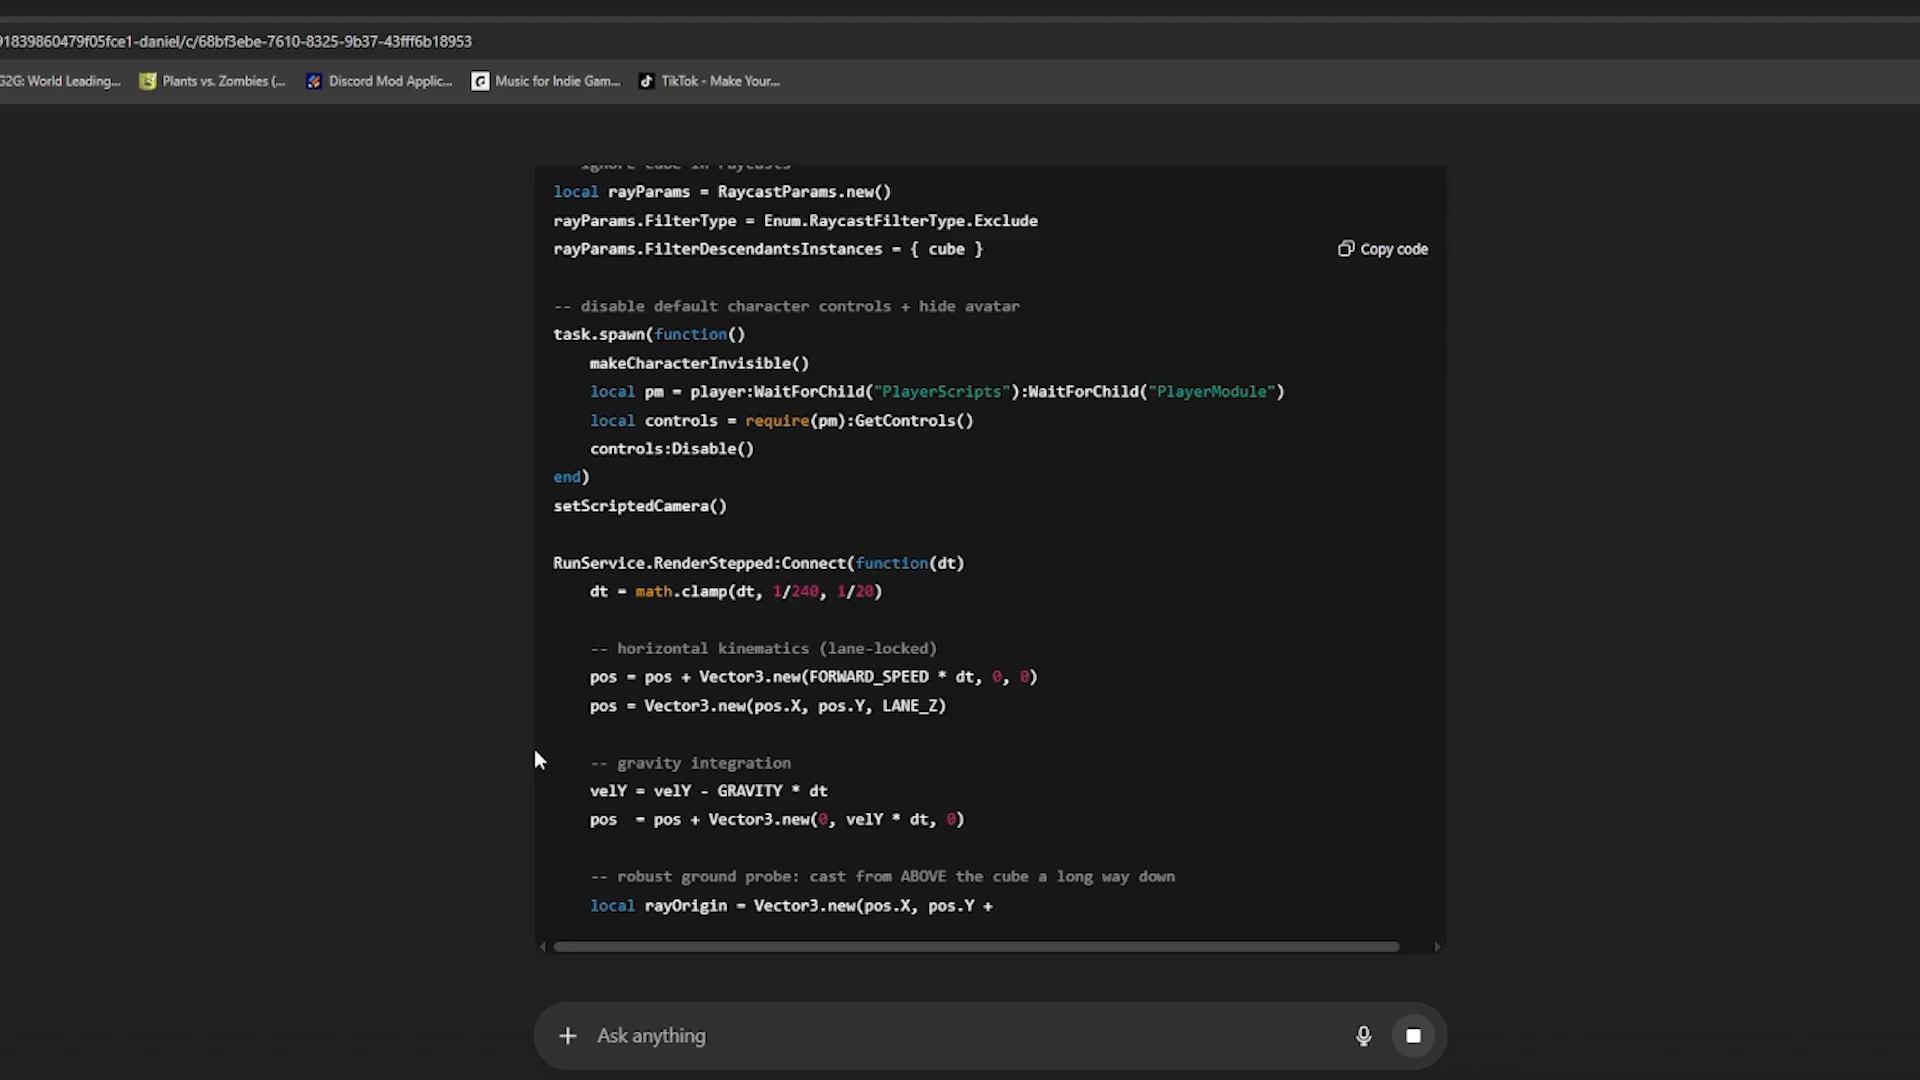 91839860479f05fce1-daniel/c/68bf3ebe-7610-8325-9b37-43fff6b18953
G2G: World Leading... Plants vs. Zombies (... Discord Mod Applic... Music for Indie Gam... TikTok - Make Your...
ignore cube in raycasts
local rayParams = RaycastParams.new()
rayParams.FilterType = Enum.RaycastFilterType.Exclude
rayParams.FilterDescendantsInstances = { cube }
Copy code
-- disable default character controls + hide avatar
task.spawn(function()
    makeCharacterInvisible()
    local pm = player:WaitForChild("PlayerScripts"):WaitForChild("PlayerModule")
    local controls = require(pm):GetControls()
    controls:Disable()
end)
setScriptedCamera()
RunService.RenderStepped:Connect(function(dt)
    dt = math.clamp(dt, 1/240, 1/20)
    -- horizontal kinematics (lane-locked)
    pos = pos + Vector3.new(FORWARD_SPEED * dt, 0, 0)
    pos = Vector3.new(pos.X, pos.Y, LANE_Z)
    -- gravity integration
    velY = velY - GRAVITY * dt
    pos  = pos + Vector3.new(0, velY * dt, 0)
    -- robust ground probe: cast from ABOVE the cube a long way down
    local rayOrigin = Vector3.new(pos.X, pos.Y +
Ask anything